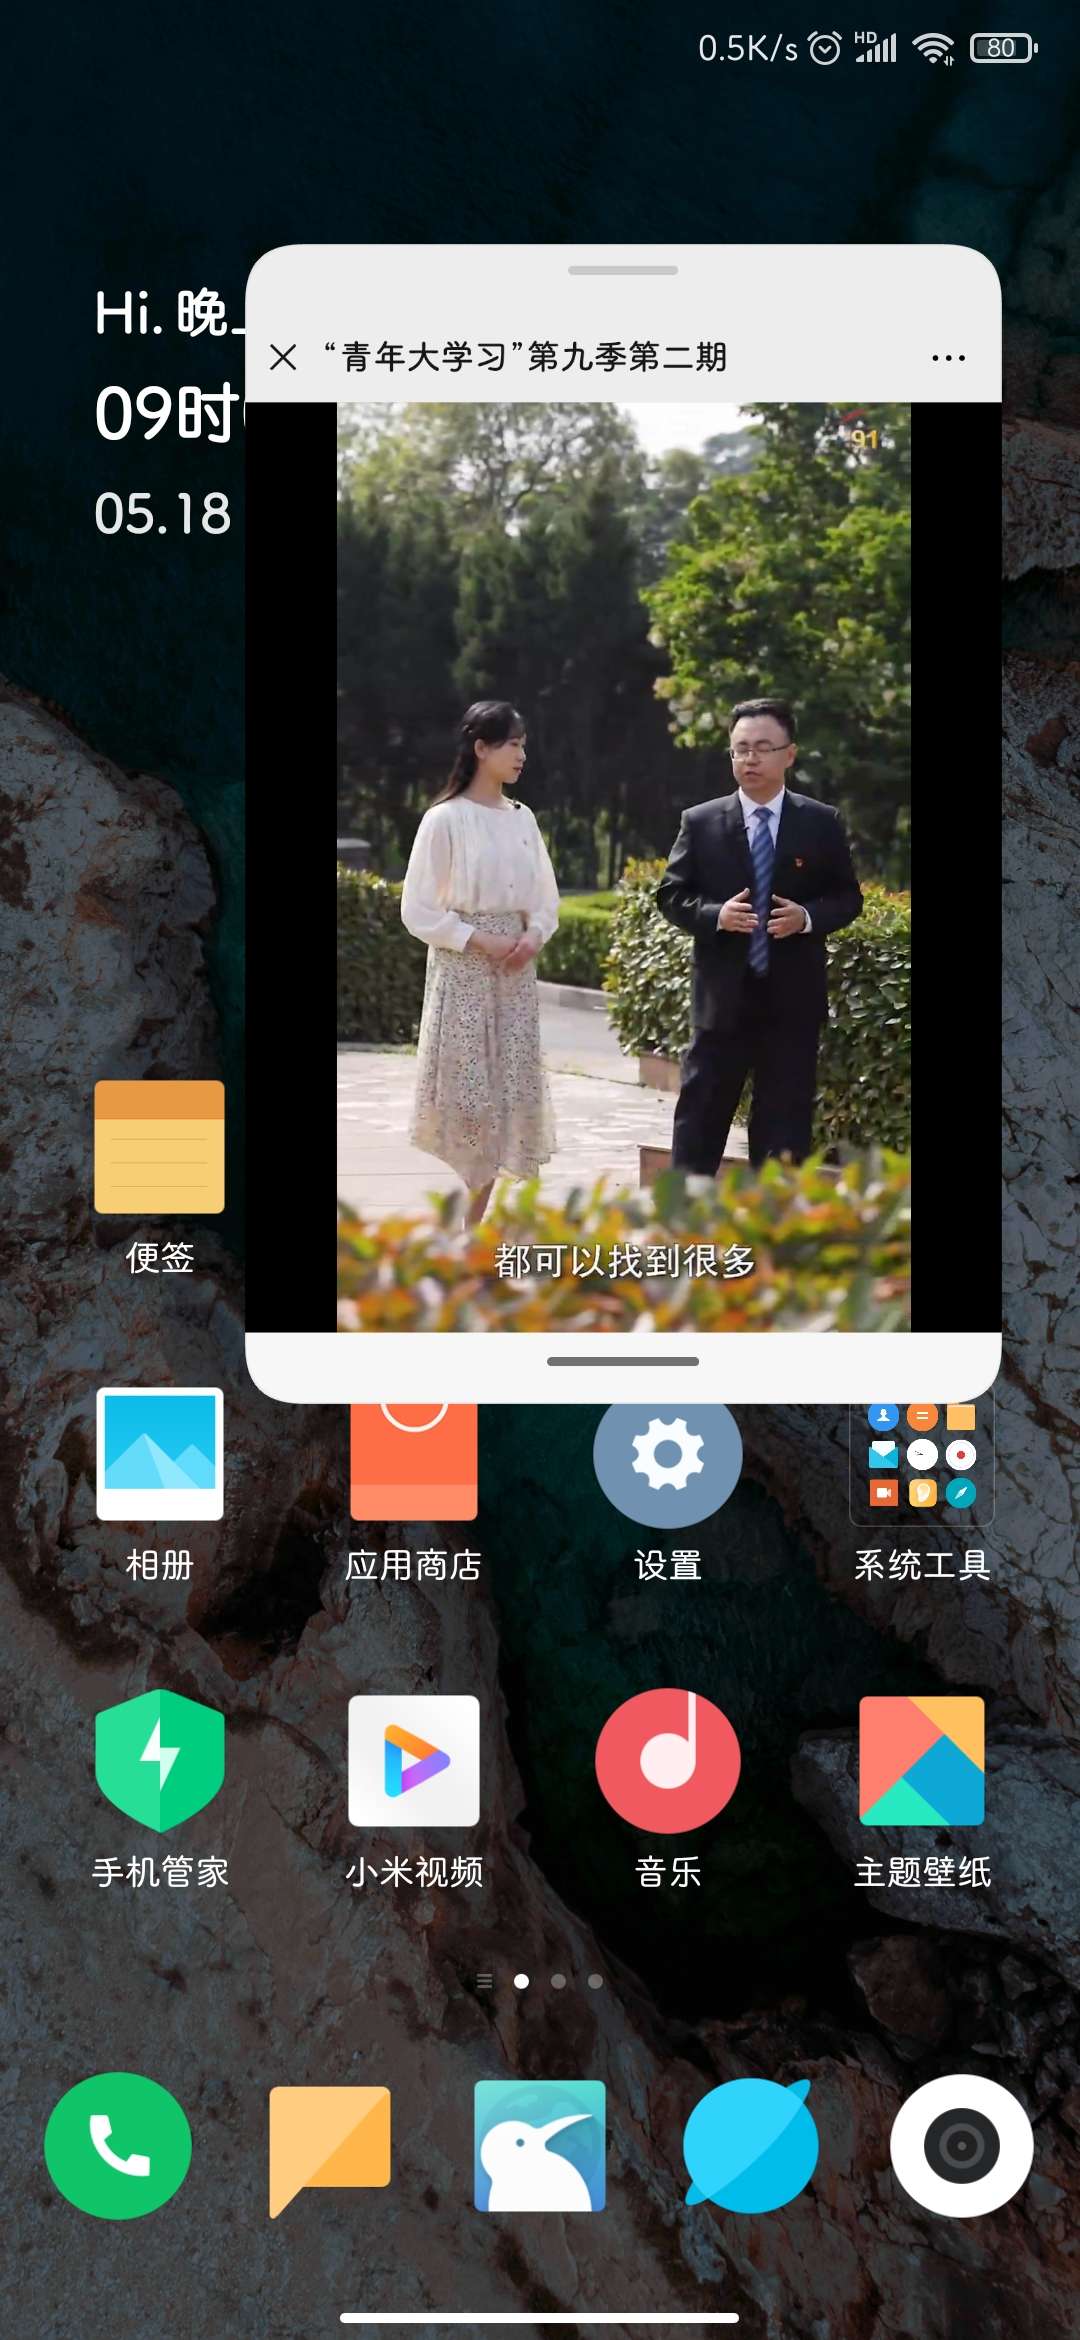 0.5K/s HD 80
Hi. 晚
09时
05.18
“青年大学习”第九季第二期
91
都可以找到很多
便签
相册 应用商店 设置 系统工具
手机管家 小米视频 音乐 主题壁纸